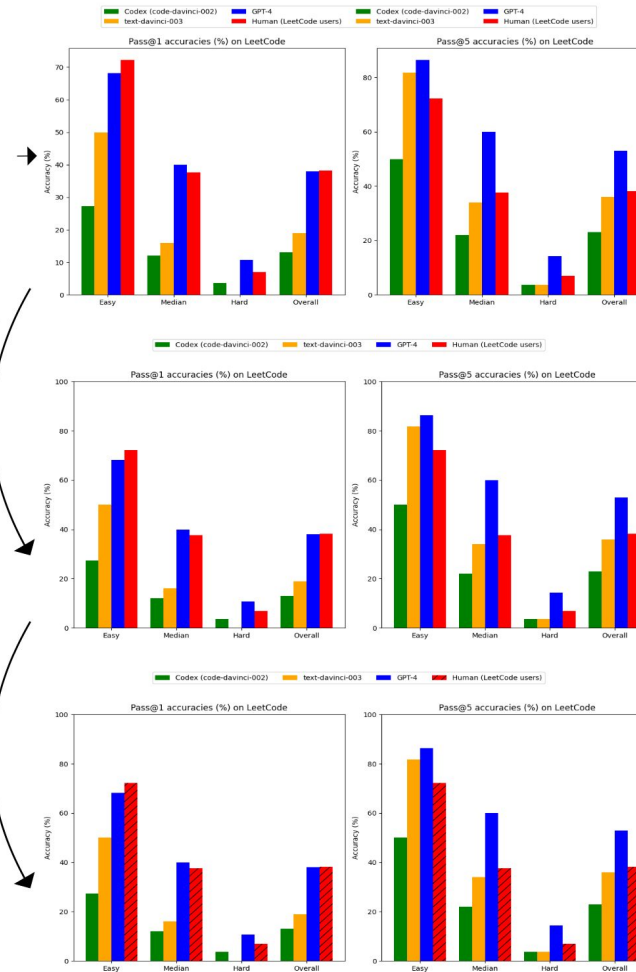 Codex (code-davinci-002) GPT-4 Codex (code-davinci-002) GPT-4
text-davinci-003 Human (LeetCode users) text-davinci-003 Human (LeetCode users)
Pass@1 accuracies (%) on LeetCode
70
60
50
40
30
20
10
0
Accuracy (%)
Easy Median Hard Overall
Pass@5 accuracies (%) on LeetCode
80
60
40
20
0
Accuracy (%)
Easy Median Hard Overall
Codex (code-davinci-002) text-davinci-003 GPT-4 Human (LeetCode users)
Pass@1 accuracies (%) on LeetCode
100
80
60
40
20
0
Accuracy (%)
Easy Median Hard Overall
Pass@5 accuracies (%) on LeetCode
100
80
60
40
20
0
Accuracy (%)
Easy Median Hard Overall
Codex (code-davinci-002) text-davinci-003 GPT-4 Human (LeetCode users)
Pass@1 accuracies (%) on LeetCode
100
80
60
40
20
0
Accuracy (%)
Easy Median Hard Overall
Pass@5 accuracies (%) on LeetCode
100
80
60
40
20
0
Accuracy (%)
Easy Median Hard Overall